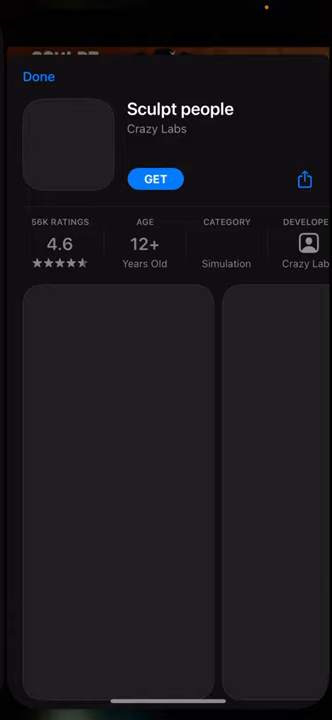 SCULPT
Done
Sculpt people
Crazy Labs
GET
56K RATINGS
AGE
CATEGORY
DEVELOPE
4.6
12+
Years Old
Simulation
Crazy Lab